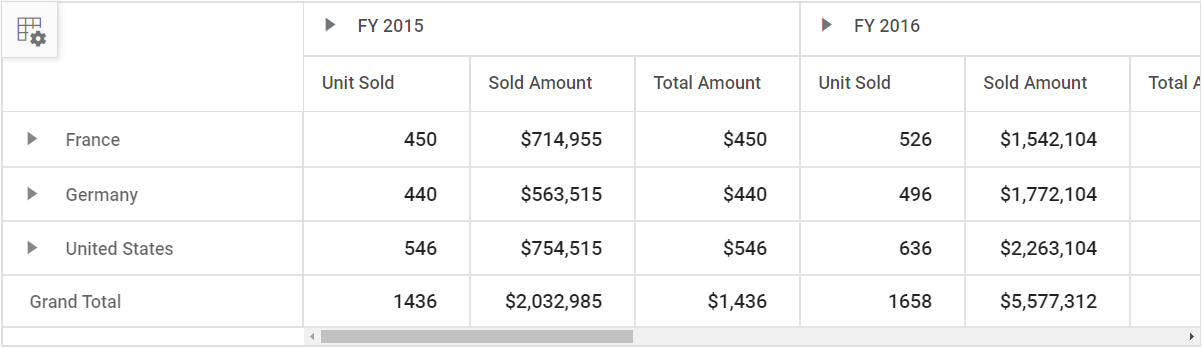 FY 2015 FY 2016
Unit Sold Sold Amount Total Amount Unit Sold Sold Amount Total
France 450 $714,955 $450 526 $1,542,104
Germany 440 $563,515 $440 496 $1,772,104
United States 546 $754,515 $546 636 $2,263,104
Grand Total 1436 $2,032,985 $1,436 1658 $5,577,312